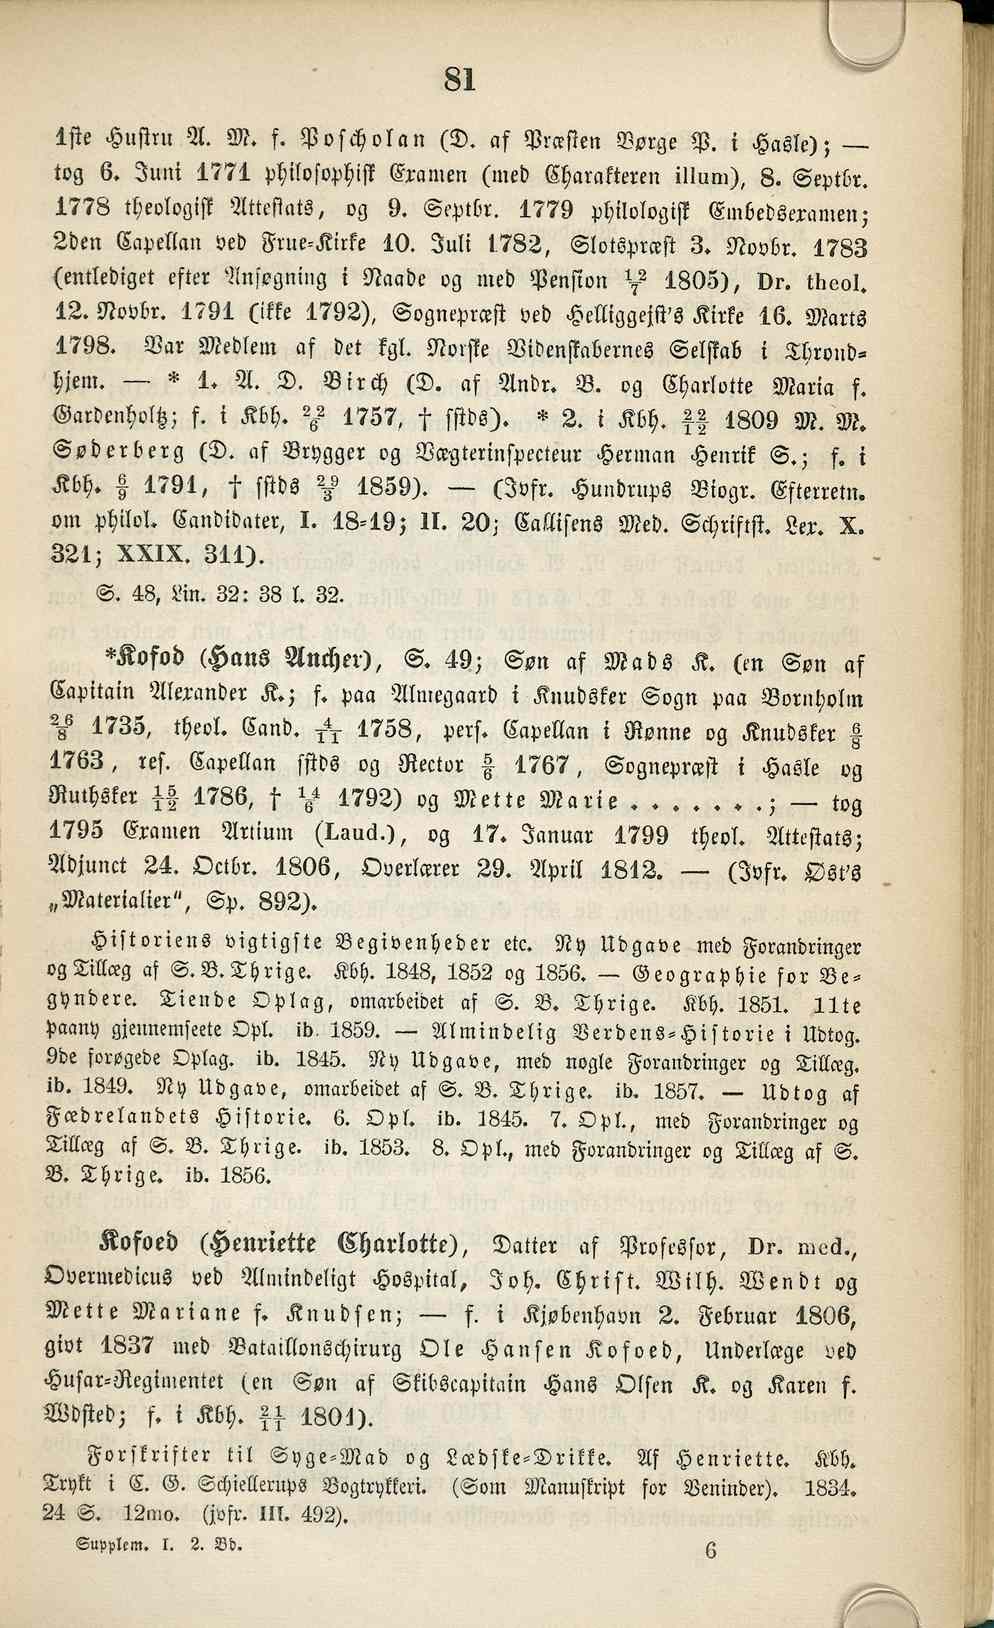 81
1ste Hustru A. M. f. Poscholan (D. af Præsten Børge P. i Hasle); —
tog 6. Juni 1771 philosophisk Examen (med Charakteren illum), 8. Septbr.
1778 theologisk Attestats, og 9. Septbr. 1779 philologisk Embedsexamen;
2den Capellan ved Frue-Kirke 10. Juli 1782, Slotspræst 3. Novbr. 1783
(entlediget efter Ansøgning i Naade og med Pension 12/7 1805), Dr. theol.
12. Novbr. 1791 (ikke 1792), Sognepræst ved Helliggejst's Kirke 16. Marts
1798. Var Medlem af det kgl. Norske Videnskabernes Selskab i Thrond-
hjem. — * 1. A. D. Birch (D. af Andr. B. og Charlotte Maria f.
Gardenholtz; f. i Kbh. 22/6 1757, † sstds). * 2. i Kbh. 22/12 1809 M. M.
Søderberg (D. af Brygger og Vægterinspecteur Herman Henrik S.; f. i
Kbh. 6/9 1791, † sstds 29/3 1859). — (Jvfr. Hundrups Biogr. Efterretn.
om philol. Candidater, I. 18-19; II. 20; Callisens Med. Schriftst. Lex. X.
321; XXIX. 311).
S. 48, Lin. 32: 38 l. 32.
*Kofod (Hans Ancher), S. 49; Søn af Mads K. (en Søn af
Capitain Alexander K.; f. paa Almegaard i Knudsker Sogn paa Bornholm
26/8 1735, theol. Cand. 4/11 1758, pers. Capellan i Rønne og Knudsker 6/8
1763, res. Capellan sstds og Rector 5/6 1767, Sognepræst i Hasle og
Ruthsker 15/12 1786, † 14/6 1792) og Mette Marie . . . . . . .; — tog
1795 Examen Artium (Laud.), og 17. Januar 1799 theol. Attestats;
Adjunct 24. Octbr. 1806, Overlærer 29. April 1812. — (Jvfr. Øst's
„Materialier“, Sp. 892).
Historiens vigtigste Begivenheder etc. Ny Udgave med Forandringer
og Tillæg af S. B. Thrige. Kbh. 1848, 1852 og 1856. — Geographie for Be-
gyndere. Tiende Oplag, omarbeidet af S. B. Thrige. Kbh. 1851. 11te
paany gjennemseete Opl. ib. 1859. — Almindelig Verdens-Historie i Udtog.
9de forøgede Oplag. ib. 1845. Ny Udgave, med nogle Forandringer og Tillæg.
ib. 1849. Ny Udgave, omarbeidet af S. B. Thrige. ib. 1857. — Udtog af
Fædrelandets Historie. 6. Opl. ib. 1845. 7. Opl., med Forandringer og
Tillæg af S. B. Thrige. ib. 1853. 8. Opl., med Forandringer og Tillæg af S.
B. Thrige. ib. 1856.
Kofoed (Henriette Charlotte), Datter af Professor, Dr. med.,
Overmedicus ved Almindeligt Hospital, Joh. Christ. Wilh. Wendt og
Mette Mariane f. Knudsen; — f. i Kjøbenhavn 2. Februar 1806,
givt 1837 med Bataillonschirurg Ole Hansen Kofoed, Underlæge ved
Husar-Regimentet (en Søn af Skibscapitain Hans Olsen K. og Karen f.
Wdsted; f. i Kbh. 21/11 1801).
Forskrifter til Syge-Mad og Lædske-Drikke. Af Henriette. Kbh.
Trykt i C. G. Schiellerups Bogtrykkeri. (Som Manuskript for Veninder). 1834.
24 S. 12mo. (jvfr. III. 492).
Supplem. I. 2. Bd.
6